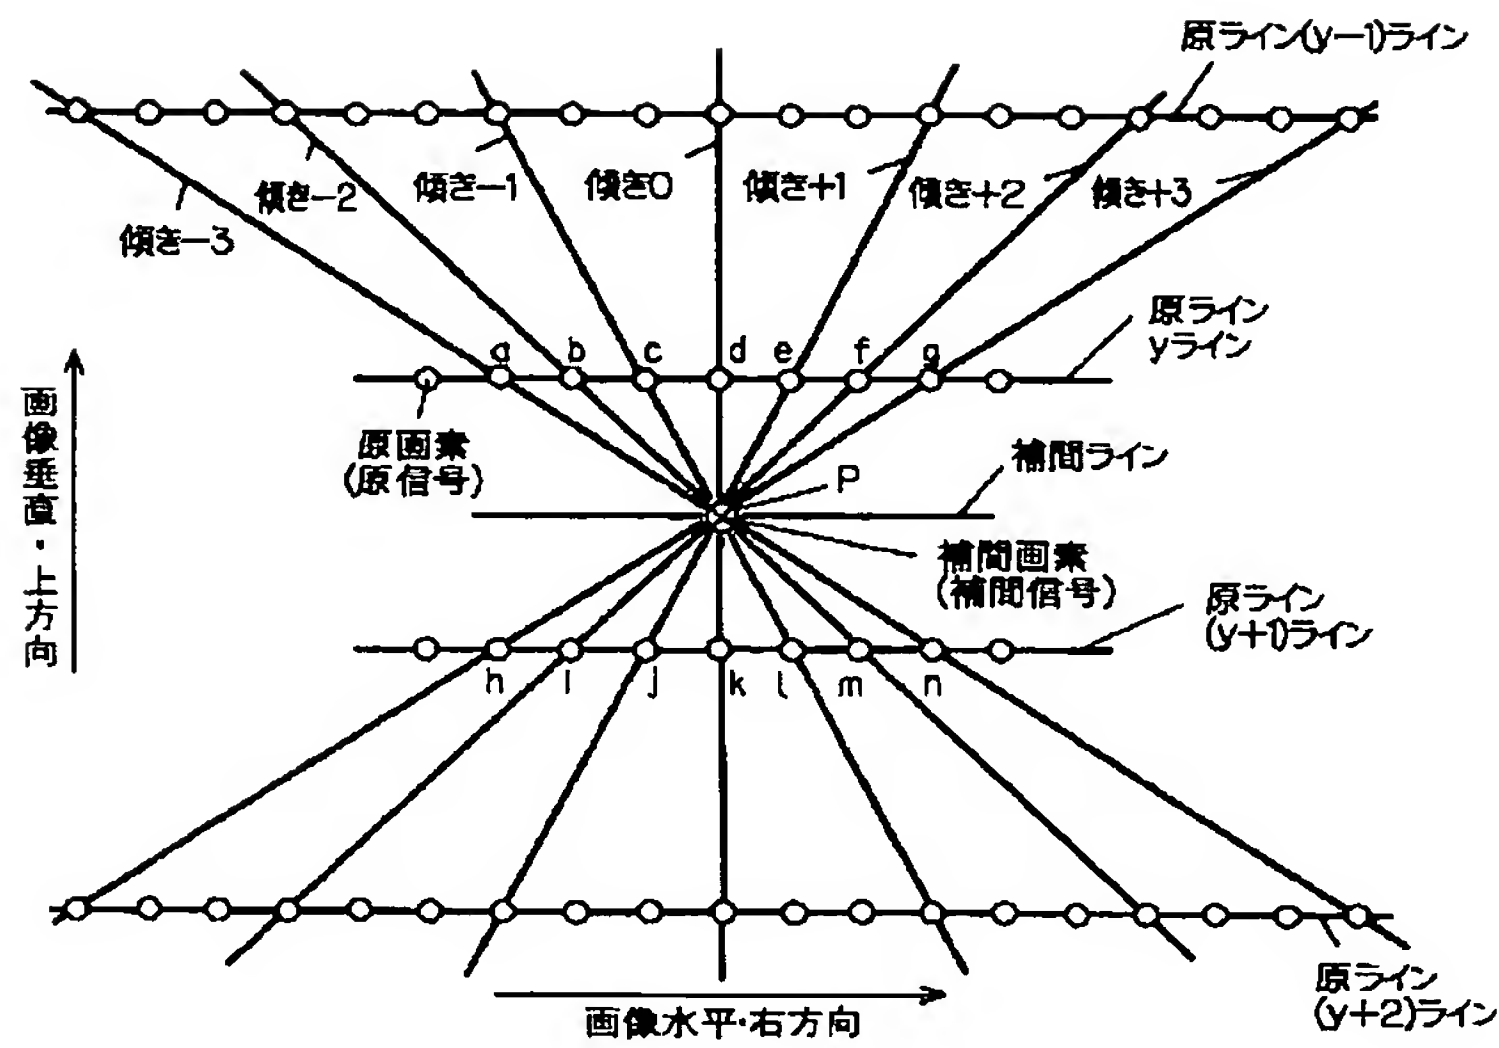 原ライン(y−1)ライン
傾き−3
傾き−2
傾き−1
傾き0
傾き+1
傾き+2
傾き+3
原ライン
yライン
a b c d e f g
原画素
(原信号)
P
補間ライン
補間画素
(補間信号)
原ライン
(y+1)ライン
h i j k l m n
原ライン
(y+2)ライン
画像垂直・上方向
画像水平・右方向